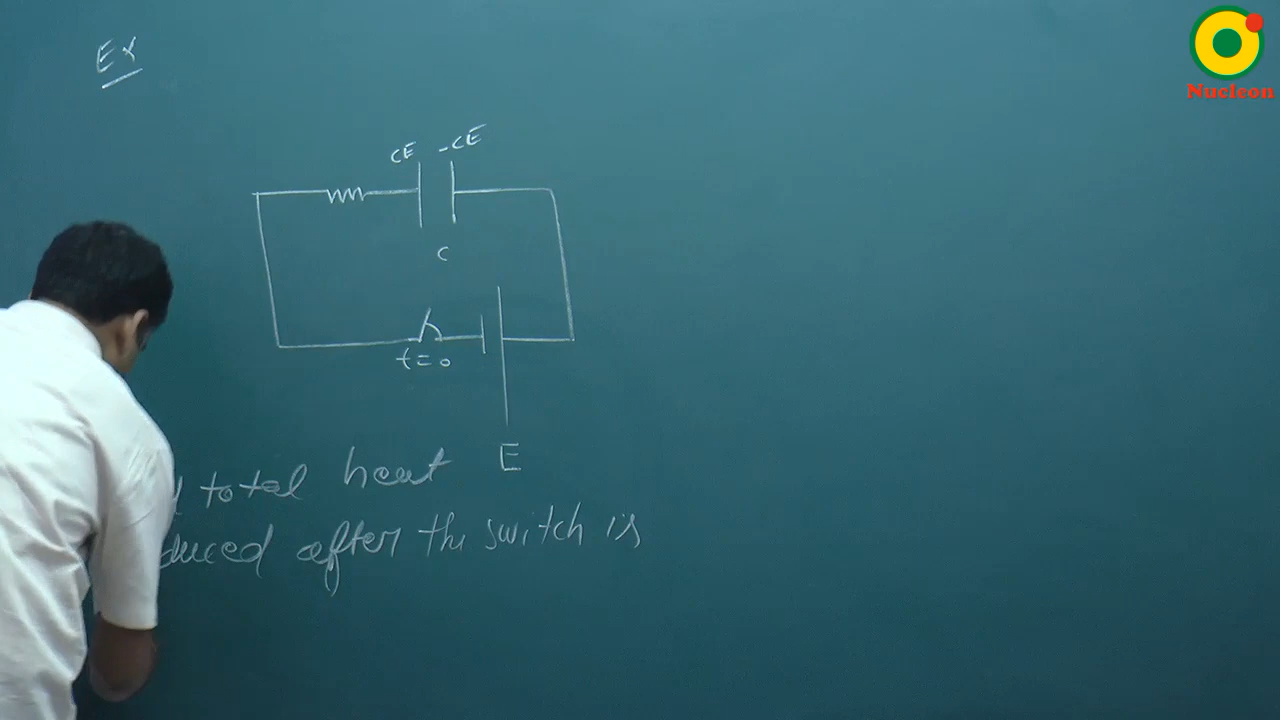 Ex
Nucleon
CE -CE
C
t=0
E
total heat
duced after the switch is